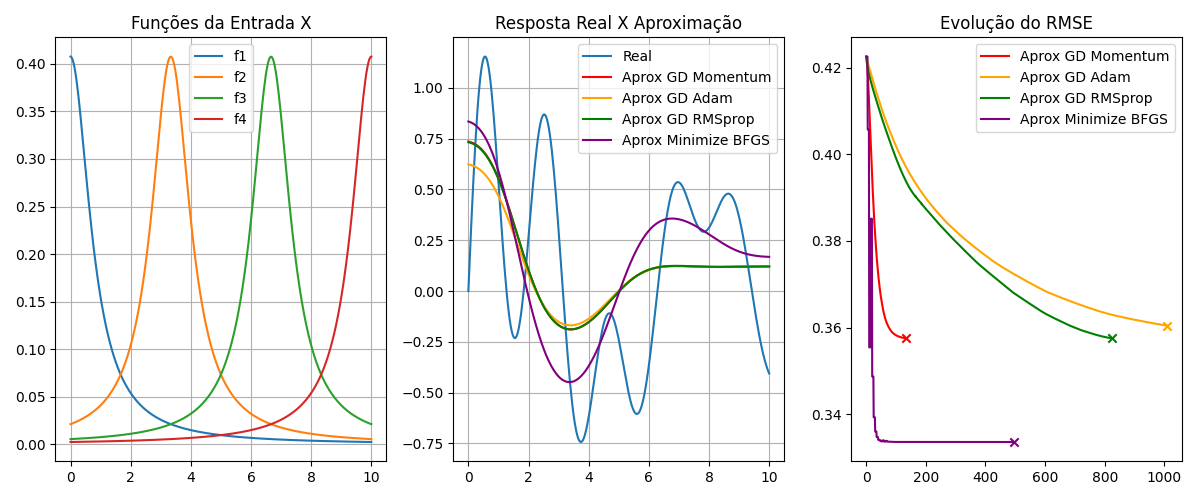 Funções da Entrada X
0.40
0.35
0.30
0.25
0.20
0.15
0.10
0.05
0.00
0
2
4
6
8
10
f1
f2
f3
f4
Resposta Real X Aproximação
1.00
0.75
0.50
0.25
0.00
−0.25
−0.50
−0.75
0
2
4
6
8
10
Real
Aprox GD Momentum
Aprox GD Adam
Aprox GD RMSprop
Aprox Minimize BFGS
Evolução do RMSE
0.42
0.40
0.38
0.36
0.34
0
200
400
600
800
1000
Aprox GD Momentum
Aprox GD Adam
Aprox GD RMSprop
Aprox Minimize BFGS